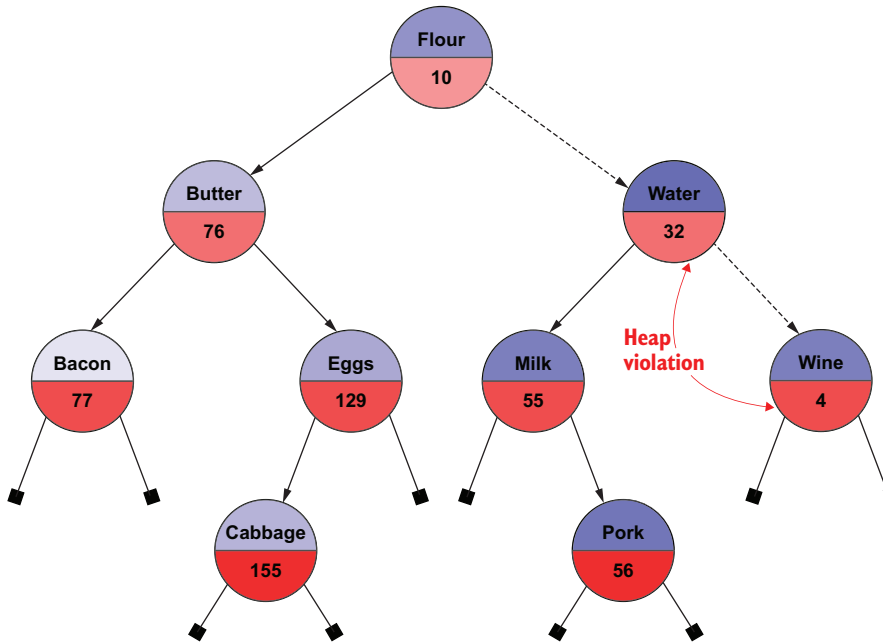 Flour
10
Butter
76
Water
32
Bacon
77
Eggs
129
Milk
55
Heap
violation
Wine
4
Cabbage
155
Pork
56